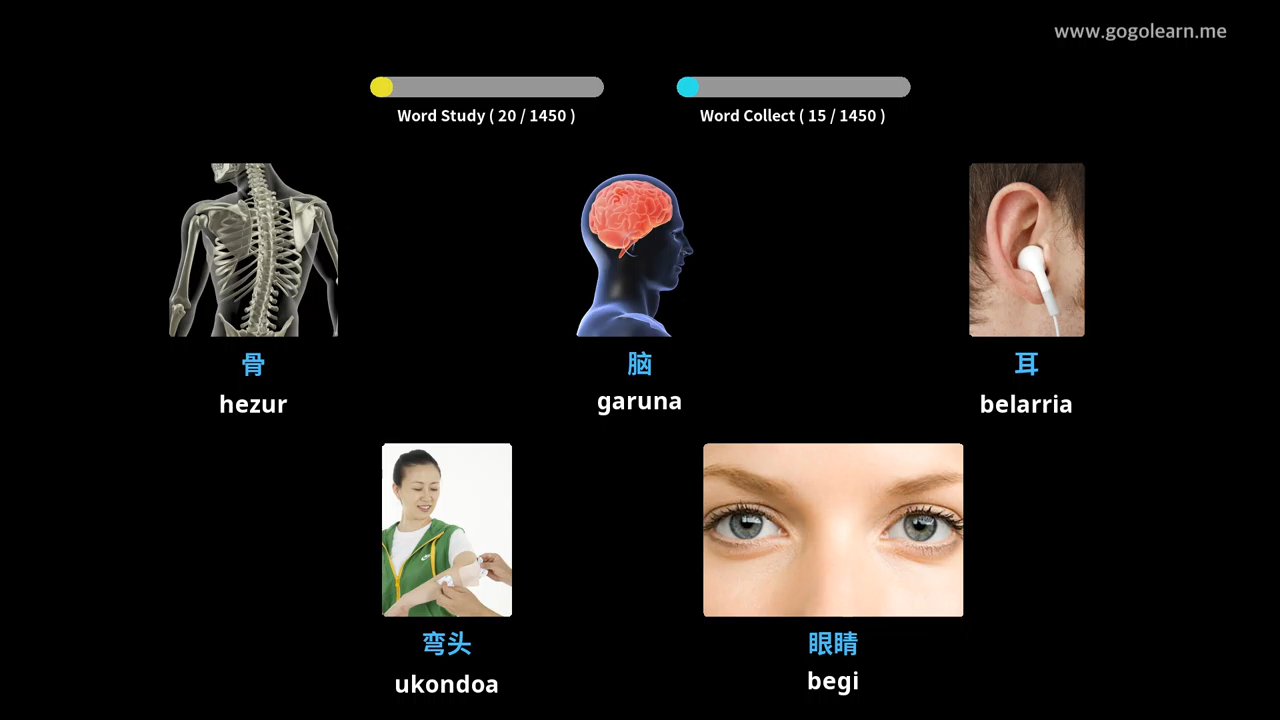 www.gogolearn.me
Word Study ( 20 / 1450 )
Word Collect ( 15 / 1450 )
骨
脑
耳
hezur
garuna
belarria
弯头
眼睛
ukondoa
begi